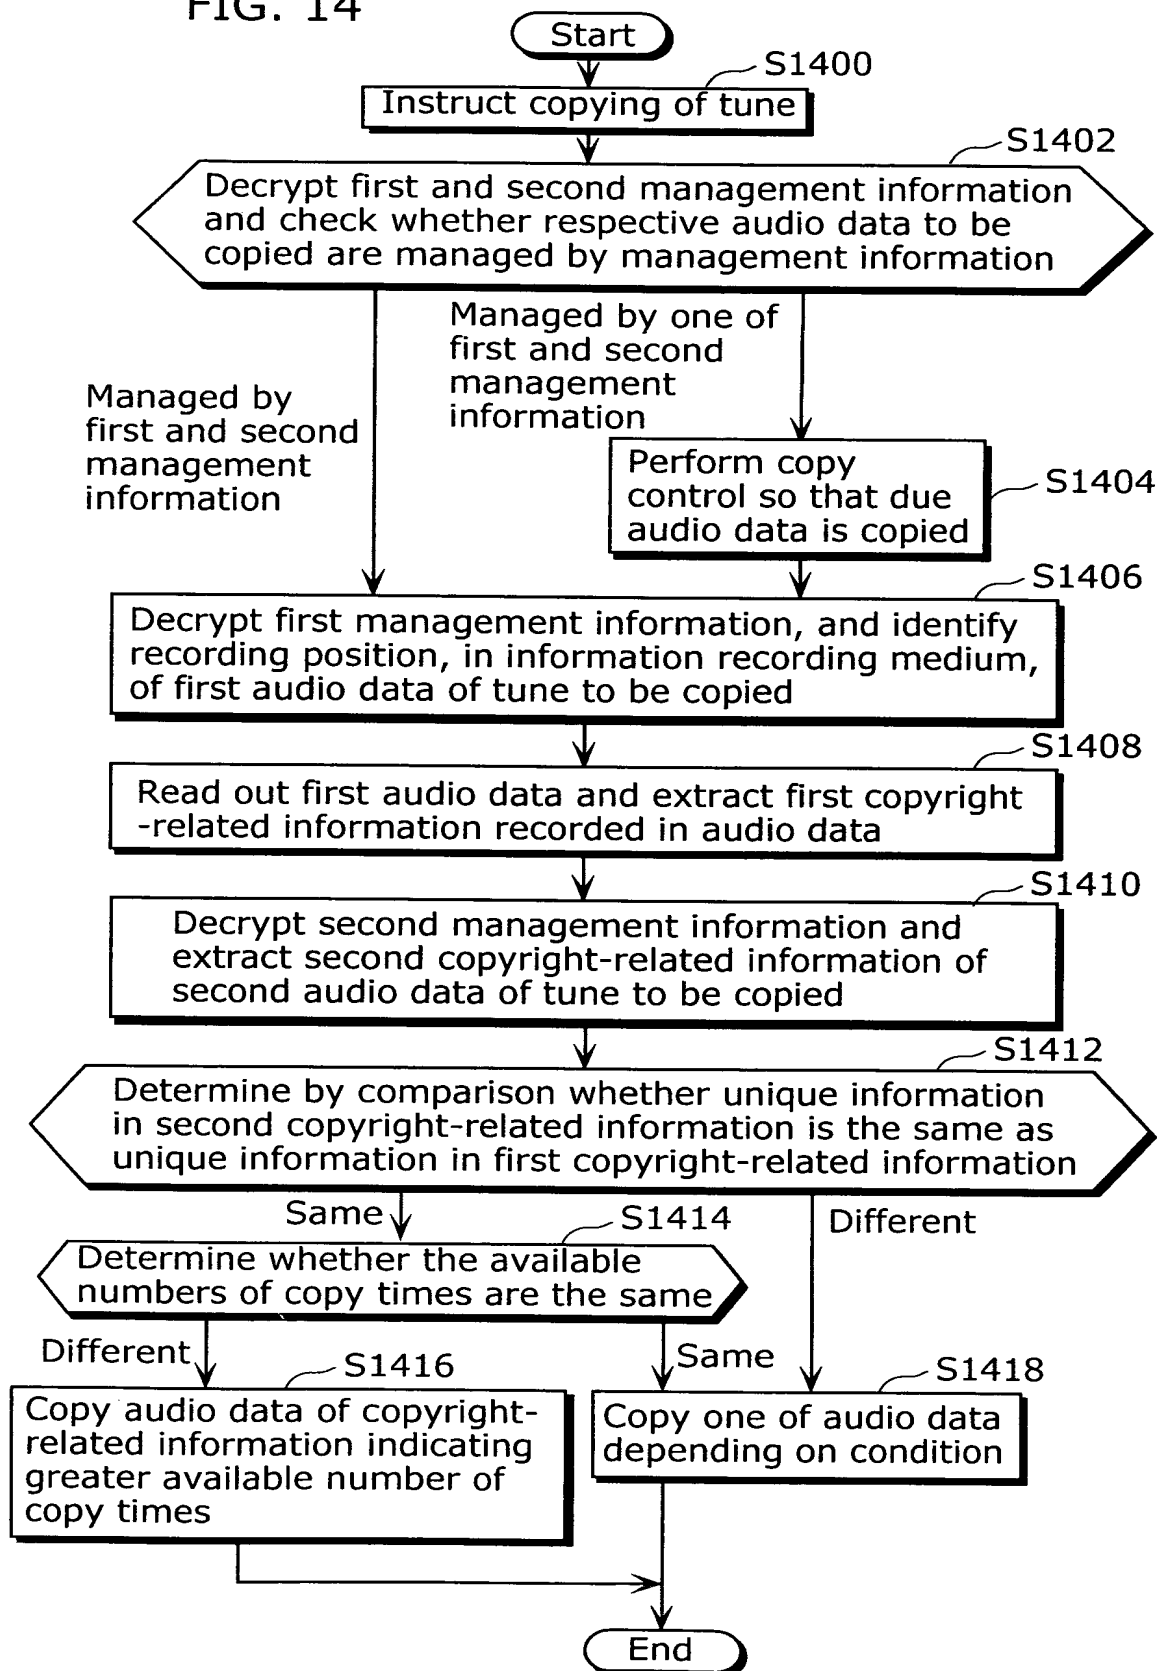 FIG. 14
Start
S1400
Instruct copying of tune
S1402
Decrypt first and second management information
and check whether respective audio data to be
copied are managed by management information
Managed by one of
first and second
management
information
Managed by
first and second
management
information
Perform copy
control so that due
audio data is copied
S1404
S1406
Decrypt first management information, and identify
recording position, in information recording medium,
of first audio data of tune to be copied
S1408
Read out first audio data and extract first copyright
-related information recorded in audio data
S1410
Decrypt second management information and
extract second copyright-related information of
second audio data of tune to be copied
S1412
Determine by comparison whether unique information
in second copyright-related information is the same as
unique information in first copyright-related information
Same
S1414
Different
Determine whether the available
numbers of copy times are the same
Different
S1416
Same
S1418
Copy audio data of copyright-
related information indicating
greater available number of
copy times
Copy one of audio data
depending on condition
End